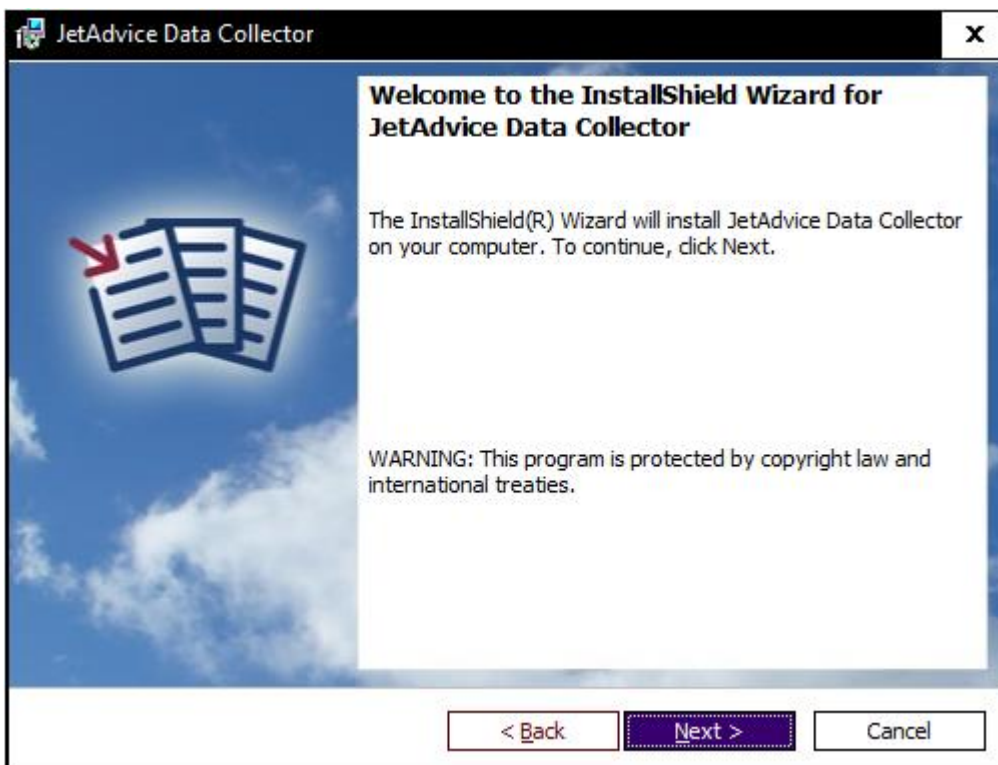 JetAdvice Data Collector
X
Welcome to the InstallShield Wizard for
JetAdvice Data Collector
The InstallShield(R) Wizard will install JetAdvice Data Collector
on your computer. To continue, click Next.
WARNING: This program is protected by copyright law and
international treaties.
< Back
Next >
Cancel